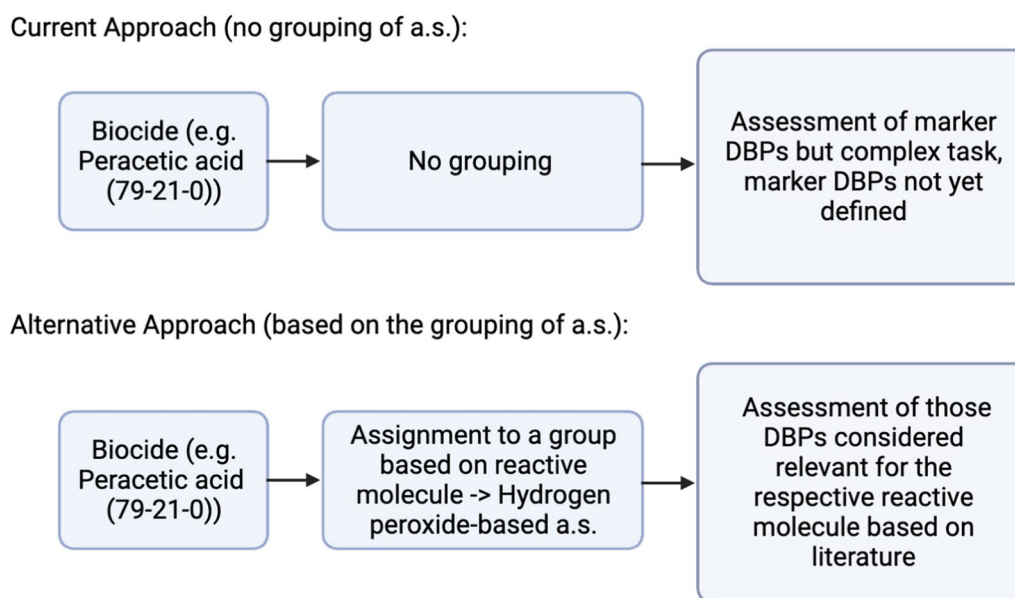 Current Approach (no grouping of a.s.):
Biocide (e.g.
Peracetic acid
(79-21-0))
No grouping
Assessment of marker
DBPs but complex task,
marker DBPs not yet
defined
Alternative Approach (based on the grouping of a.s.):
Biocide (e.g.
Peracetic acid
(79-21-0))
Assignment to a group
based on reactive
molecule -> Hydrogen
peroxide-based a.s.
Assessment of those
DBPs considered
relevant for the
respective reactive
molecule based on
literature